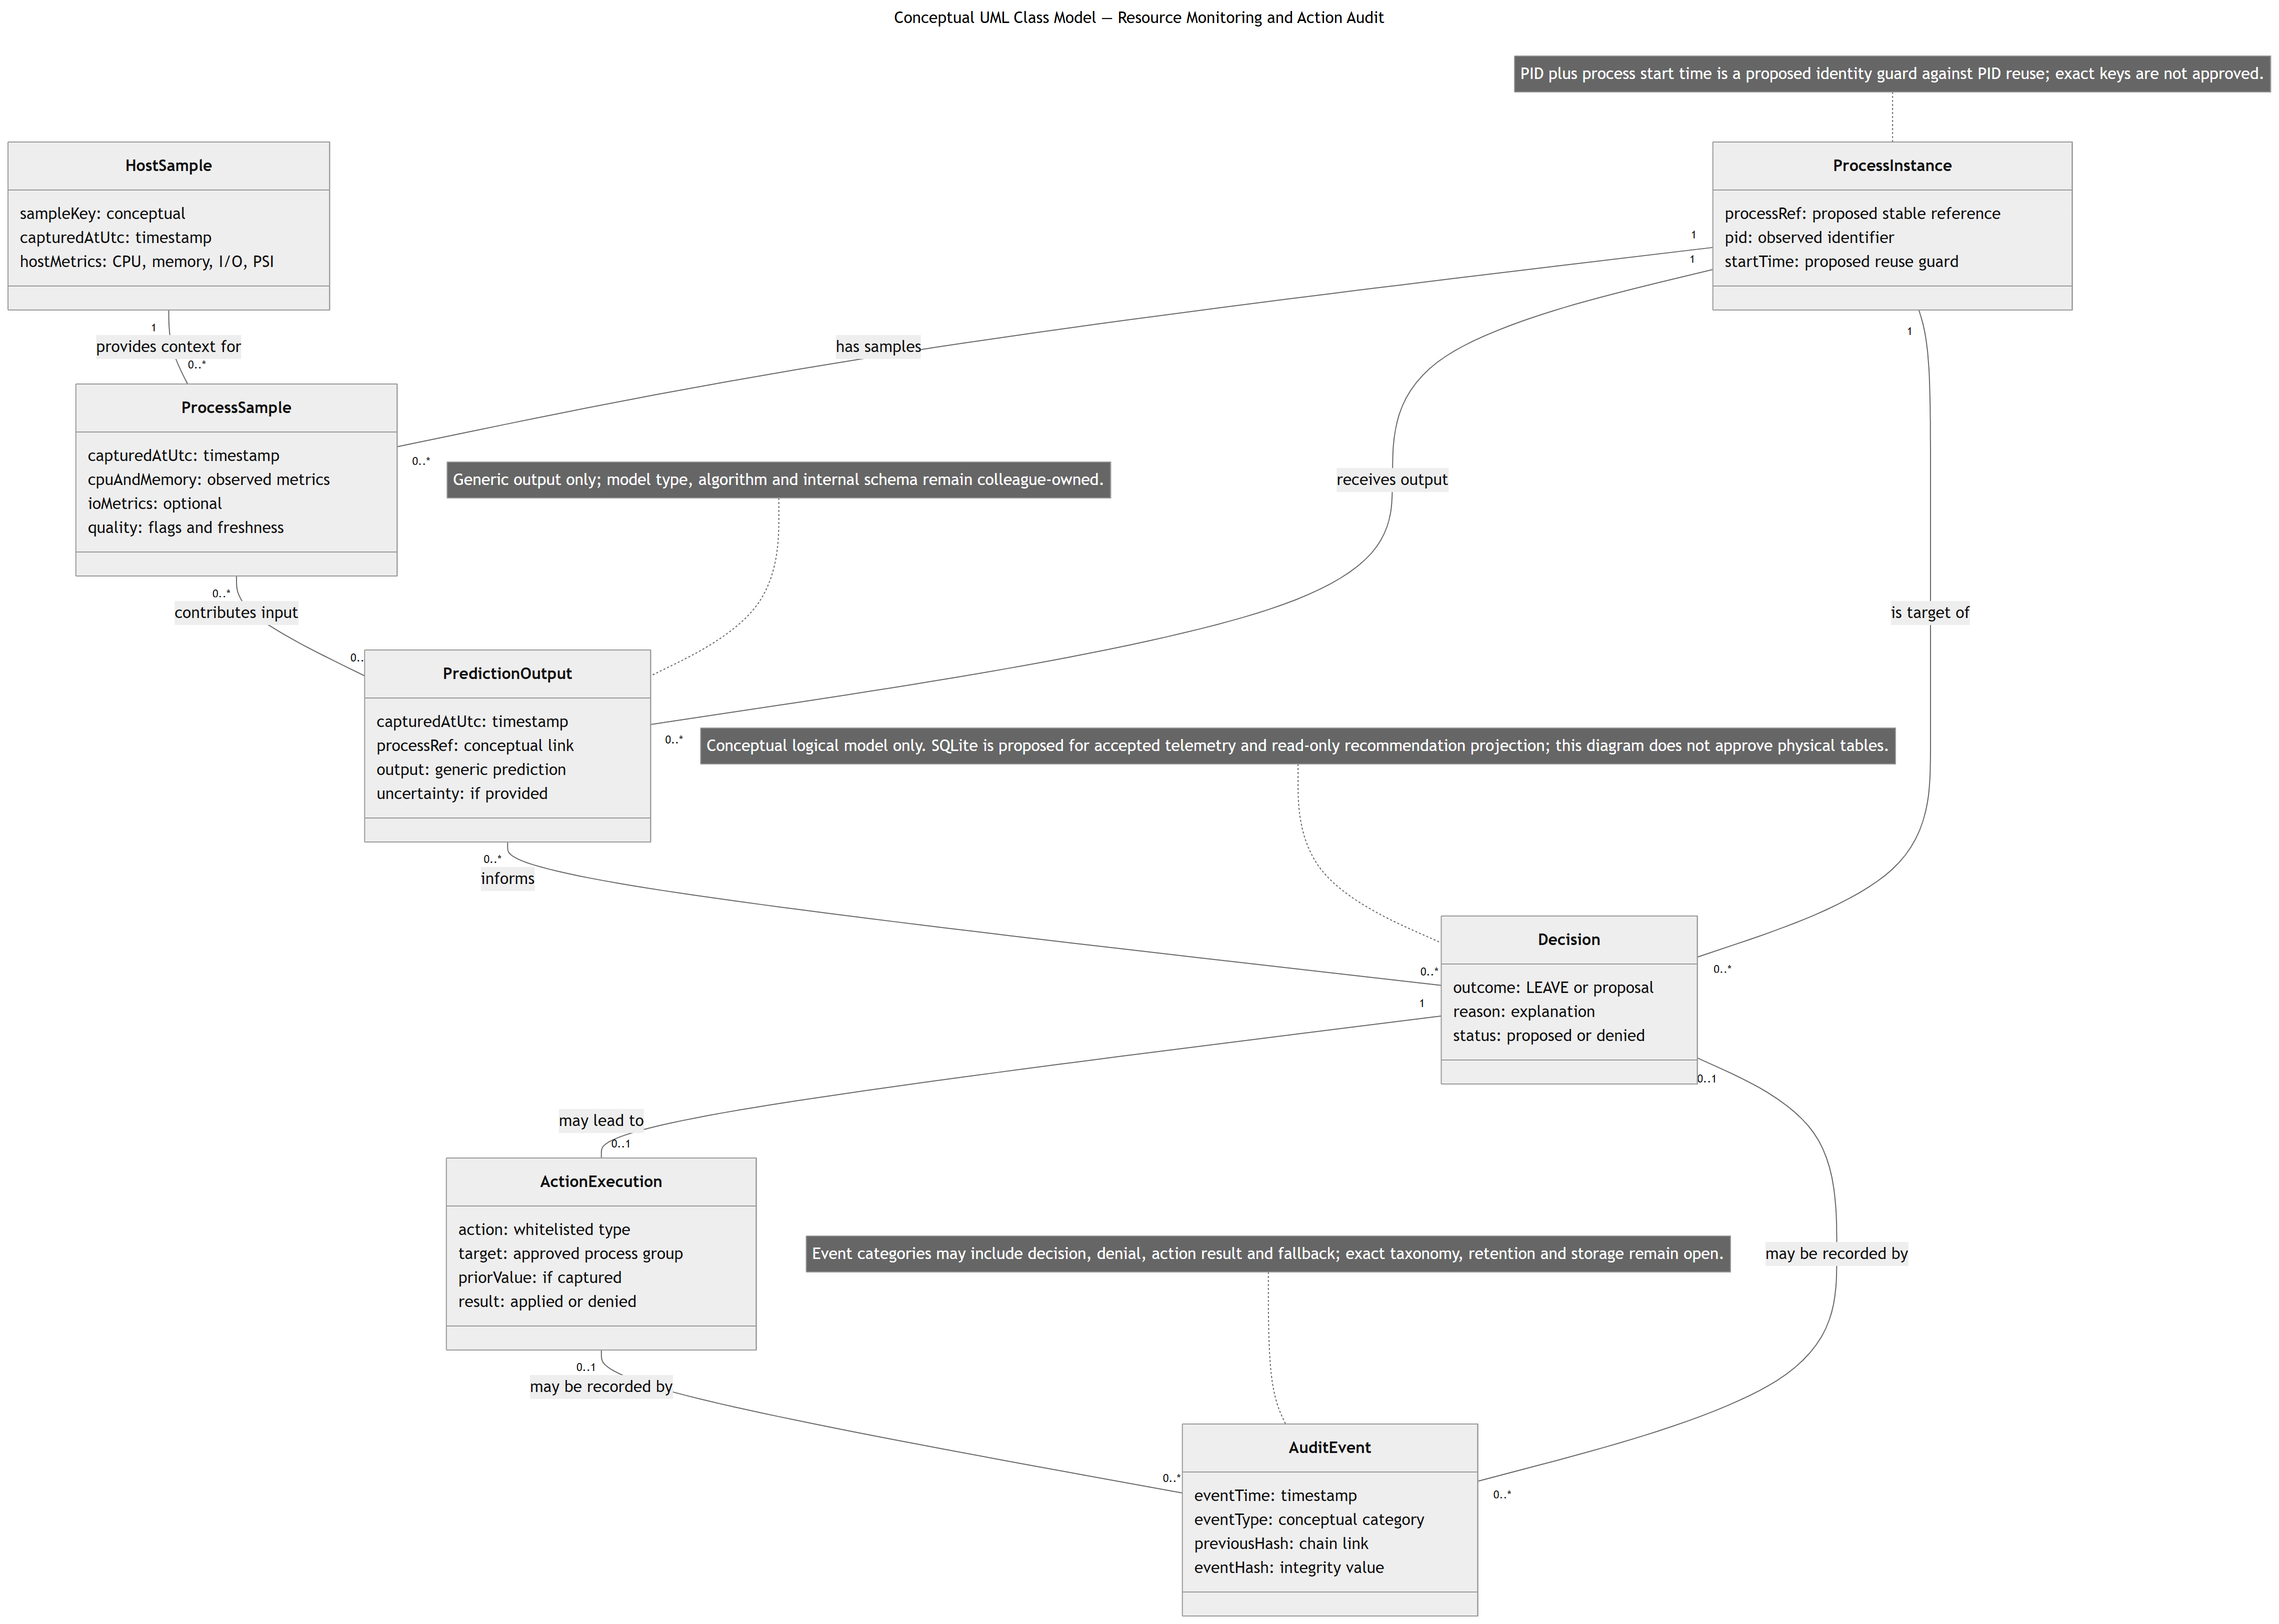 Conceptual UML Class Model — Resource Monitoring and Action Audit
PID plus process start time is a proposed identity guard against PID reuse; exact keys are not approved.
HostSample
sampleKey: conceptual
capturedAtUtc: timestamp
hostMetrics: CPU, memory, I/O, PSI
ProcessInstance
processRef: proposed stable reference
pid: observed identifier
startTime: proposed reuse guard
1
1
1
1
provides context for
0..*
has samples
ProcessSample
capturedAtUtc: timestamp
cpuAndMemory: observed metrics
ioMetrics: optional
quality: flags and freshness
0..*
Generic output only; model type, algorithm and internal schema remain colleague-owned.
receives output
0..*
contributes input
0..
is target of
PredictionOutput
capturedAtUtc: timestamp
processRef: conceptual link
output: generic prediction
uncertainty: if provided
0..*
Conceptual logical model only. SQLite is proposed for accepted telemetry and read-only recommendation projection; this diagram does not approve physical tables.
0..*
informs
0..*
1
0..*
Decision
outcome: LEAVE or proposal
reason: explanation
status: proposed or denied
0..1
may lead to
0..1
ActionExecution
action: whitelisted type
target: approved process group
priorValue: if captured
result: applied or denied
Event categories may include decision, denial, action result and fallback; exact taxonomy, retention and storage remain open.
may be recorded by
0..1
may be recorded by
0..*
0..*
AuditEvent
eventTime: timestamp
eventType: conceptual category
previousHash: chain link
eventHash: integrity value